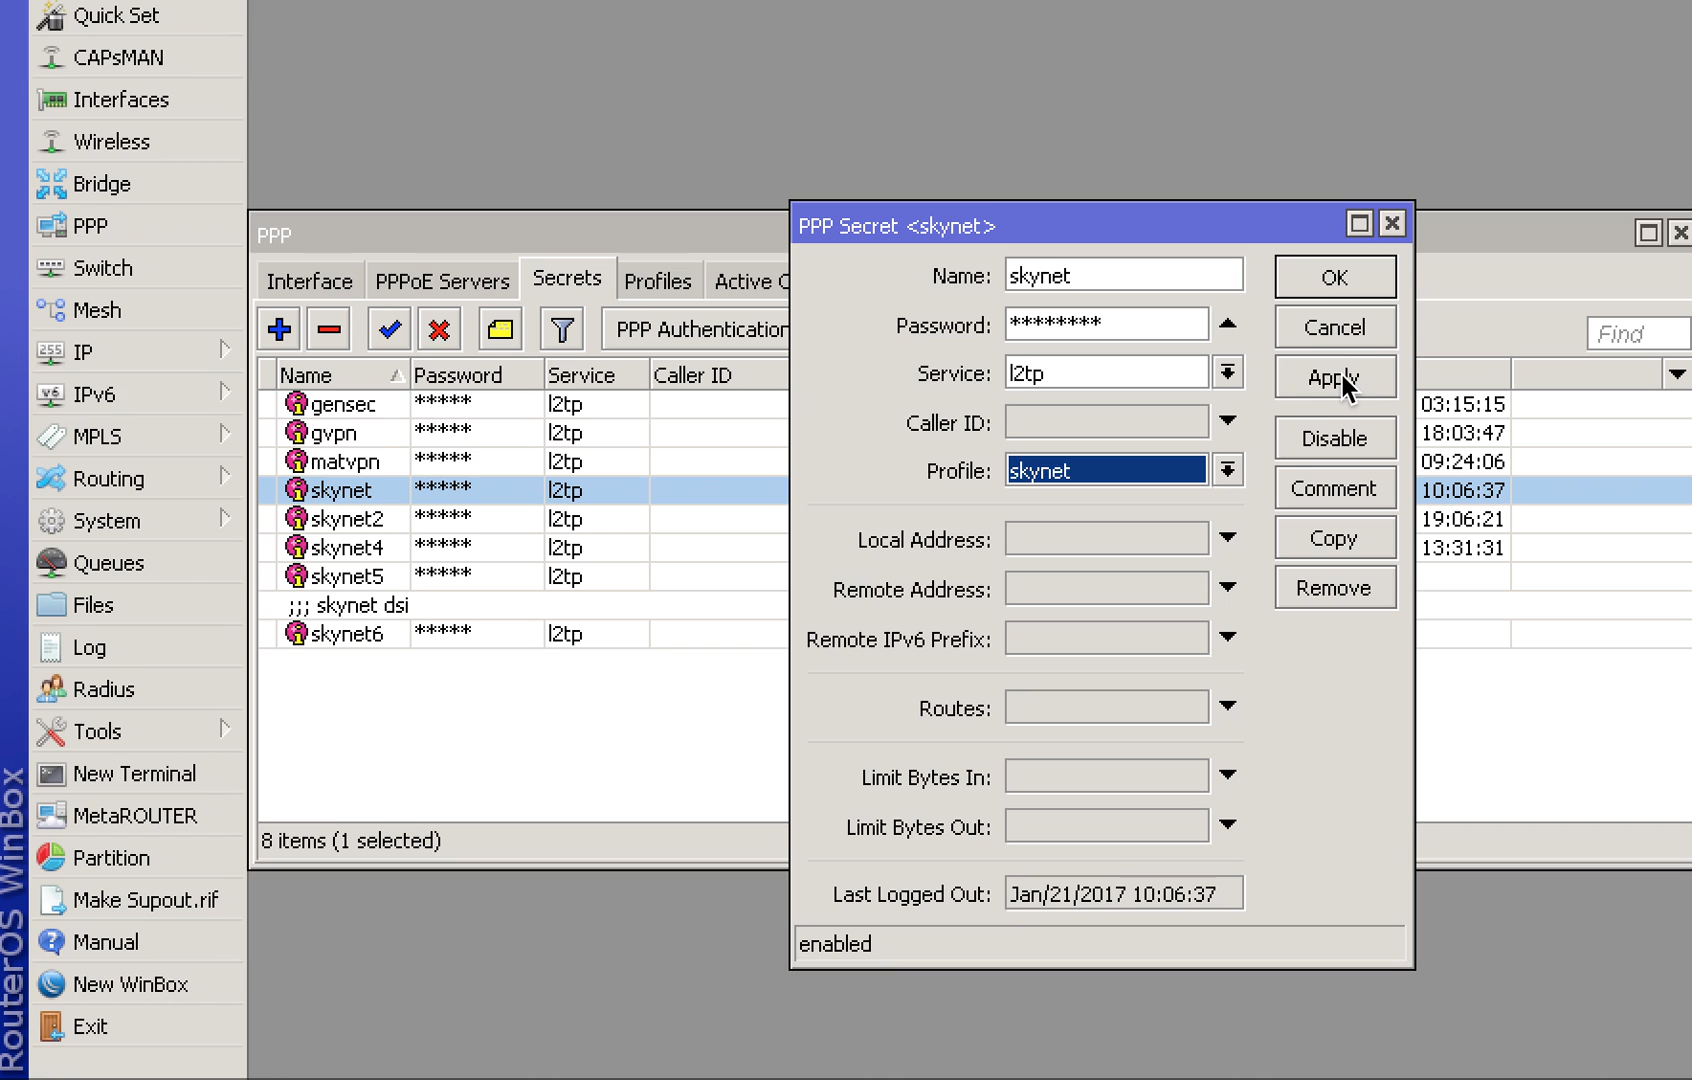 Quick Set
CAPsMAN
Interfaces
Wireless
Bridge
PPP
Switch
Mesh
255 IP
v6 IPv6
MPLS
Routing
System
Queues
Files
Log
Radius
Tools
New Terminal
MetaROUTER
Partition
Make Supout.rif
Manual
New WinBox
Exit
RouterOS WinBox
PPP
Interface PPPoE Servers Secrets Profiles Active C
PPP Authentication
Find
Name Password Service Caller ID
gensec ***** l2tp 03:15:15
gvpn ***** l2tp 18:03:47
matvpn ***** l2tp 09:24:06
skynet ***** l2tp 10:06:37
skynet2 ***** l2tp 19:06:21
skynet4 ***** l2tp 13:31:31
skynet5 ***** l2tp
;;; skynet dsi
skynet6 ***** l2tp
8 items (1 selected)
PPP Secret <skynet>
Name: skynet
Password: ********
Service: l2tp
Caller ID:
Profile: skynet
Local Address:
Remote Address:
Remote IPv6 Prefix:
Routes:
Limit Bytes In:
Limit Bytes Out:
Last Logged Out: Jan/21/2017 10:06:37
enabled
OK
Cancel
Apply
Disable
Comment
Copy
Remove